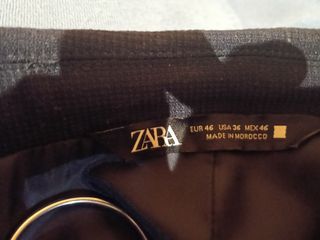 ZARA
EUR 46 USA 36 MEX 46
MADE IN MOROCCO